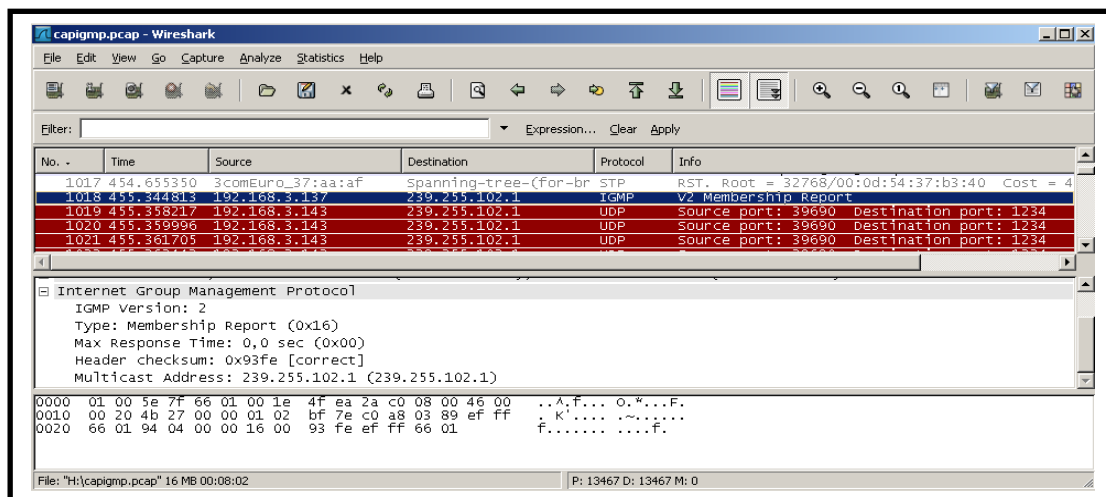 capigmp.pcap - Wireshark
File Edit View Go Capture Analyze Statistics Help
Filter: Expression... Clear Apply
No. - Time Source Destination Protocol Info
1017 454.655350 3comEuro_37:aa:af Spanning-tree-(for-br STP RST. Root = 32768/00:0d:54:37:b3:40 Cost = 4
1018 455.344813 192.168.3.137 239.255.102.1 IGMP V2 Membership Report
1019 455.358217 192.168.3.143 239.255.102.1 UDP Source port: 39690 Destination port: 1234
1020 455.359996 192.168.3.143 239.255.102.1 UDP Source port: 39690 Destination port: 1234
1021 455.361705 192.168.3.143 239.255.102.1 UDP Source port: 39690 Destination port: 1234
Internet Group Management Protocol
IGMP Version: 2
Type: Membership Report (0x16)
Max Response Time: 0,0 sec (0x00)
Header checksum: 0x93fe [correct]
Multicast Address: 239.255.102.1 (239.255.102.1)
0000 01 00 5e 7f 66 01 00 1e 4f ea 2a c0 08 00 46 00 ..^.f... O.*...F.
0010 00 20 4b 27 00 00 01 02 bf 7e c0 a8 03 89 ef ff . K'.... .~......
0020 66 01 94 04 00 00 16 00 93 fe ef ff 66 01 f....... ....f.
File: "H:\capigmp.pcap" 16 MB 00:08:02 P: 13467 D: 13467 M: 0